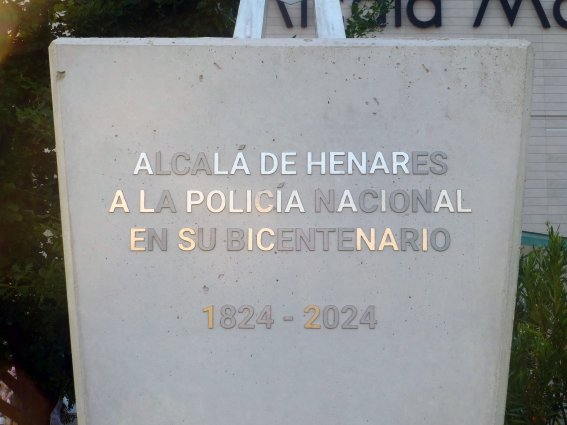 ALCALÁ DE HENARES
A LA POLICÍA NACIONAL
EN SU BICENTENARIO
1824 - 2024